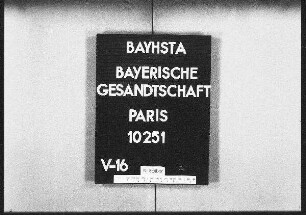 BAYHSTA
BAYERISCHE
GESANDTSCHAFT
PARIS
10251
V-16